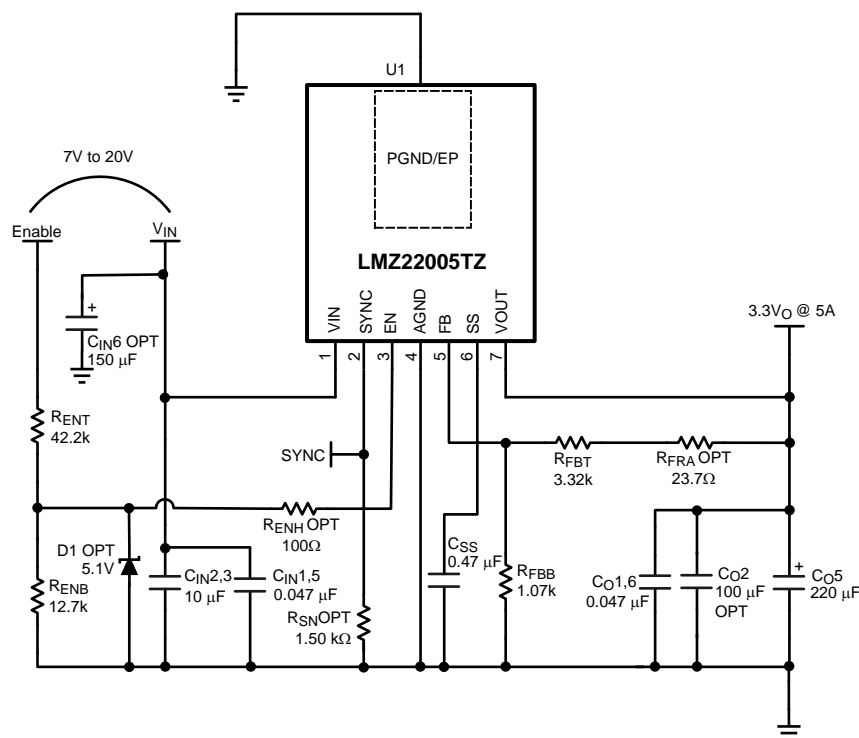 U1
PGND/EP
7V to 20V
Enable
VIN
LMZ22005TZ
VIN
SYNC
EN
AGND
FB
SS
VOUT
1
2
3
4
5
6
7
3.3VO @ 5A
+
CIN6 OPT
150 μF
RENT
42.2k
SYNC
RFBT
3.32k
RFRA OPT
23.7Ω
RENH OPT
100Ω
D1 OPT
5.1V
RENB
12.7k
CIN2,3
10 μF
CIN1,5
0.047 μF
RSNOPT
1.50 kΩ
CSS
0.47 μF
RFBB
1.07k
CO1,6
0.047 μF
CO2
100 μF
OPT
+
CO5
220 μF